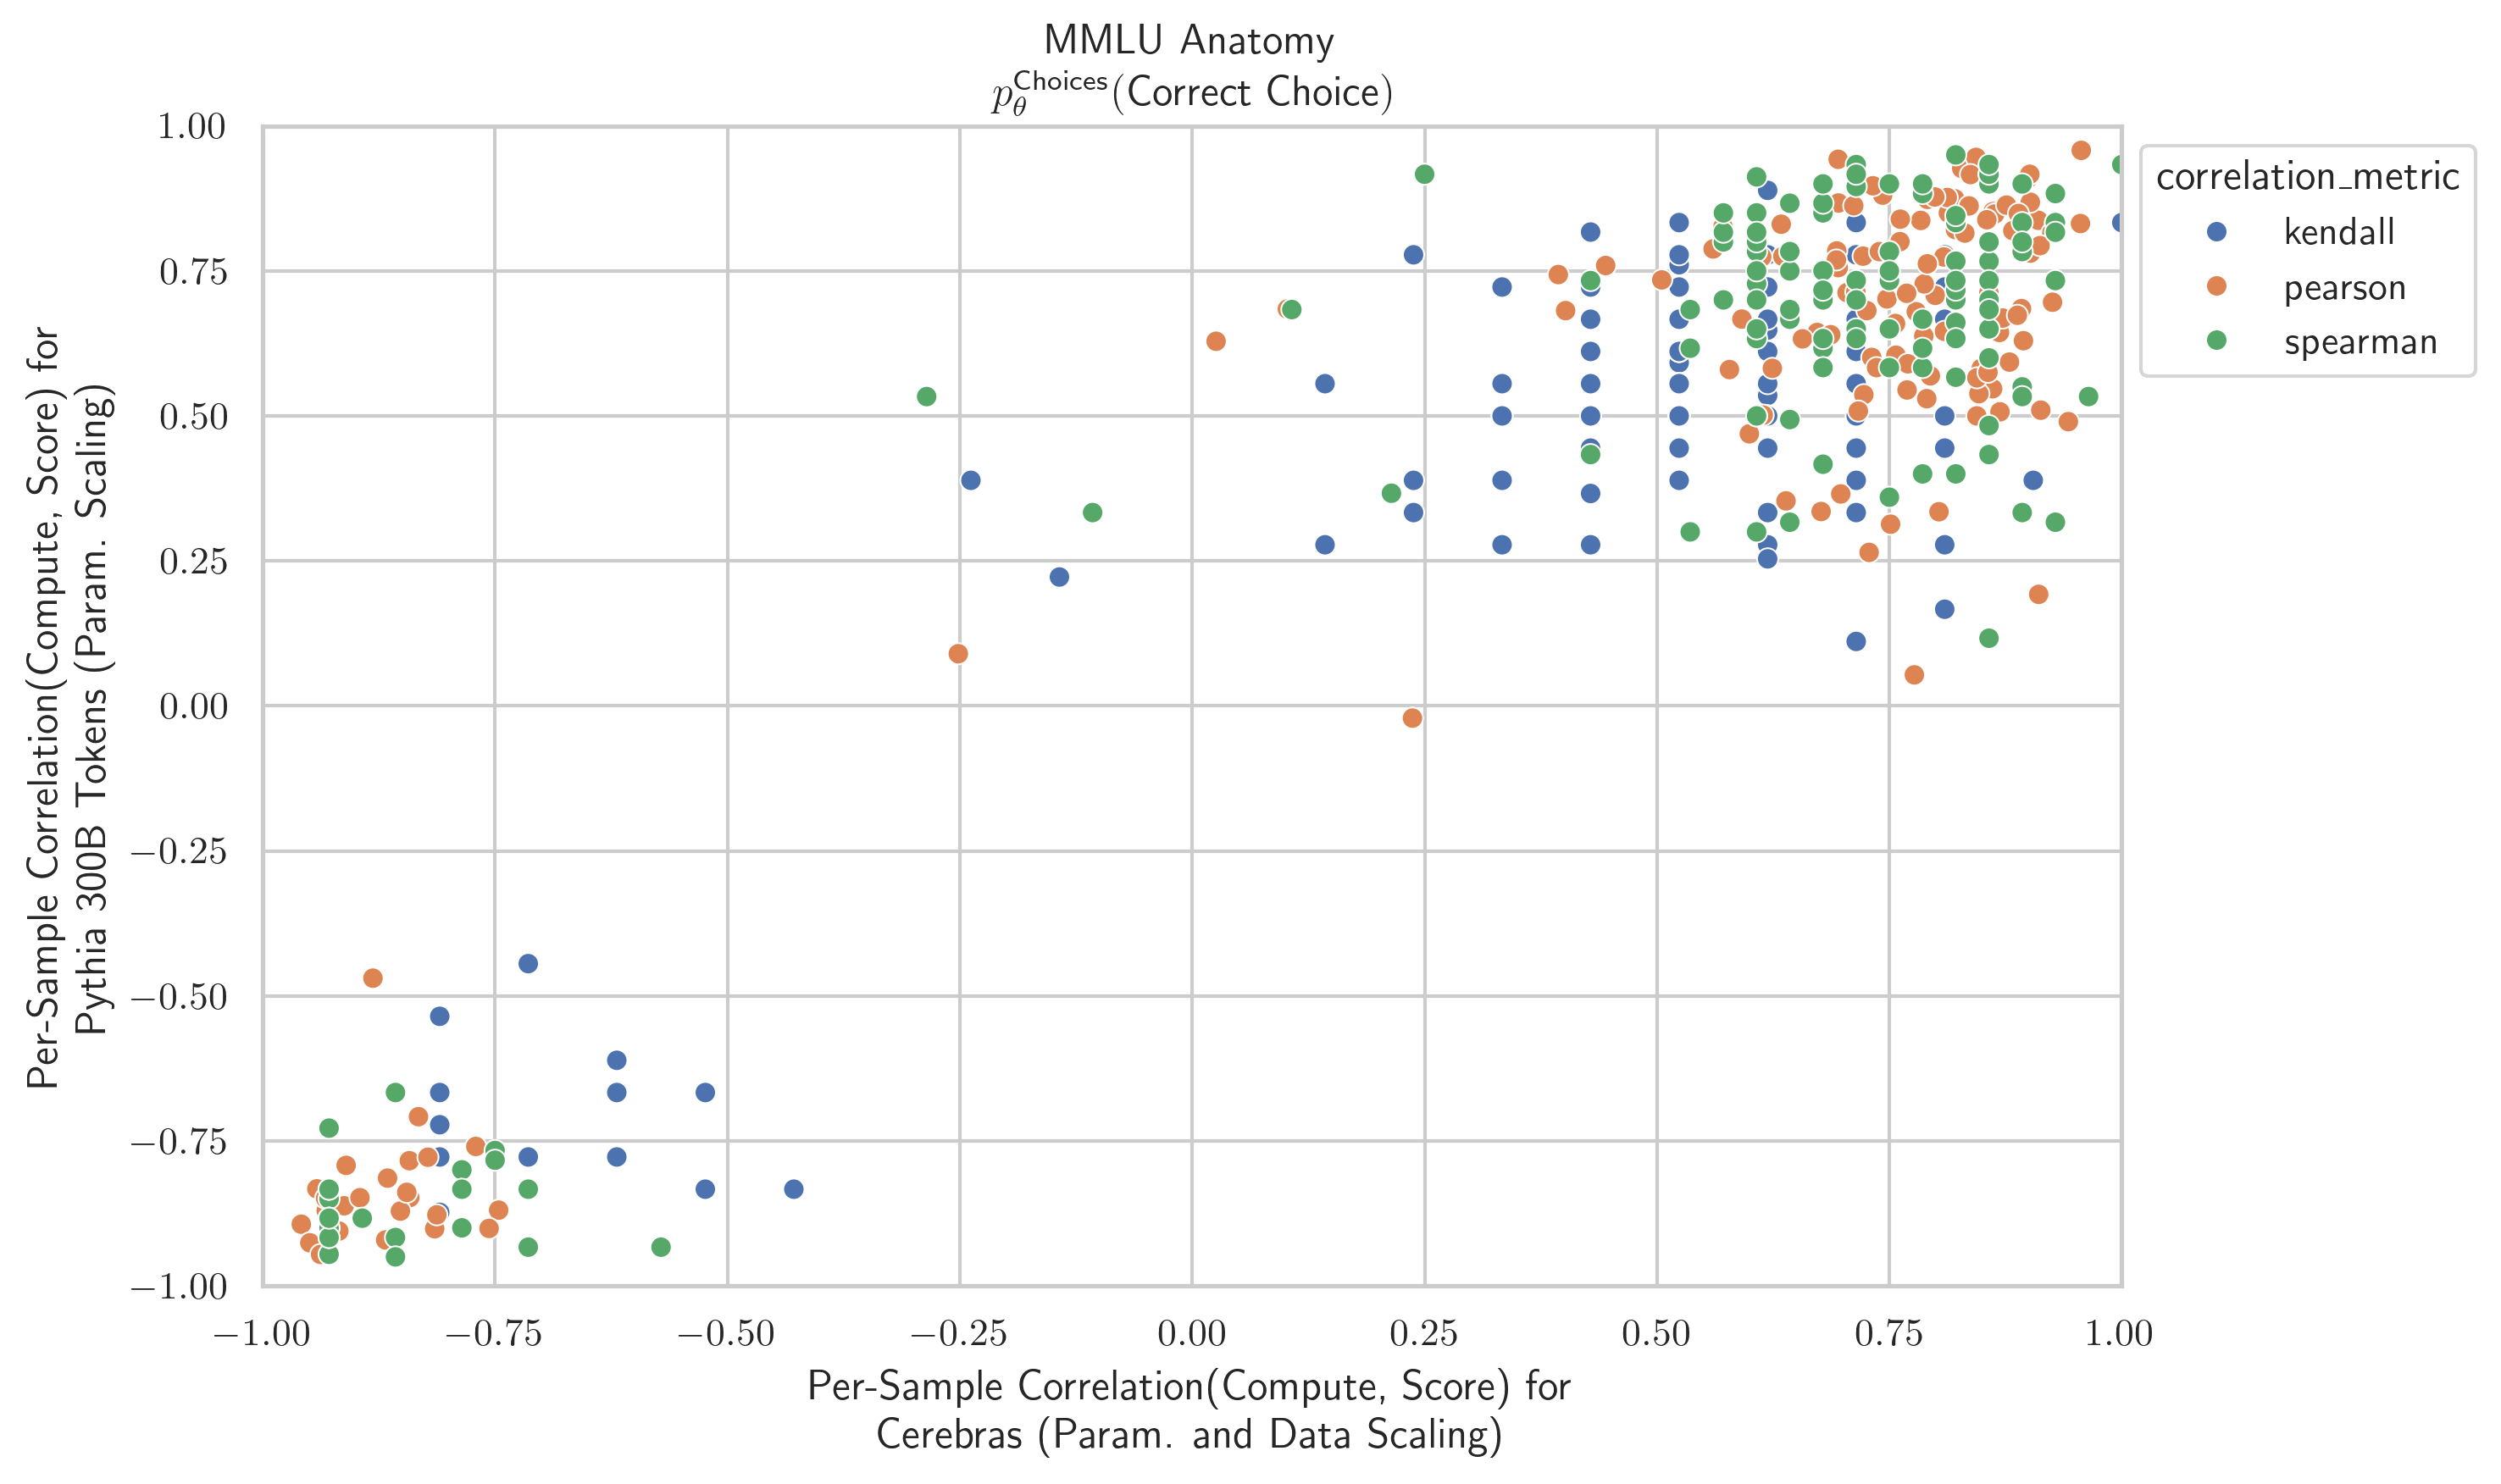 MMLU Anatomy
p_θ^Choices(Correct Choice)
1.00
0.75
0.50
0.25
0.00
−0.25
−0.50
−0.75
−1.00
Per-Sample Correlation(Compute, Score) for
Pythia 300B Tokens (Param. Scaling)
−1.00 −0.75 −0.50 −0.25 0.00 0.25 0.50 0.75 1.00
Per-Sample Correlation(Compute, Score) for
Cerebras (Param. and Data Scaling)
correlation_metric
kendall
pearson
spearman